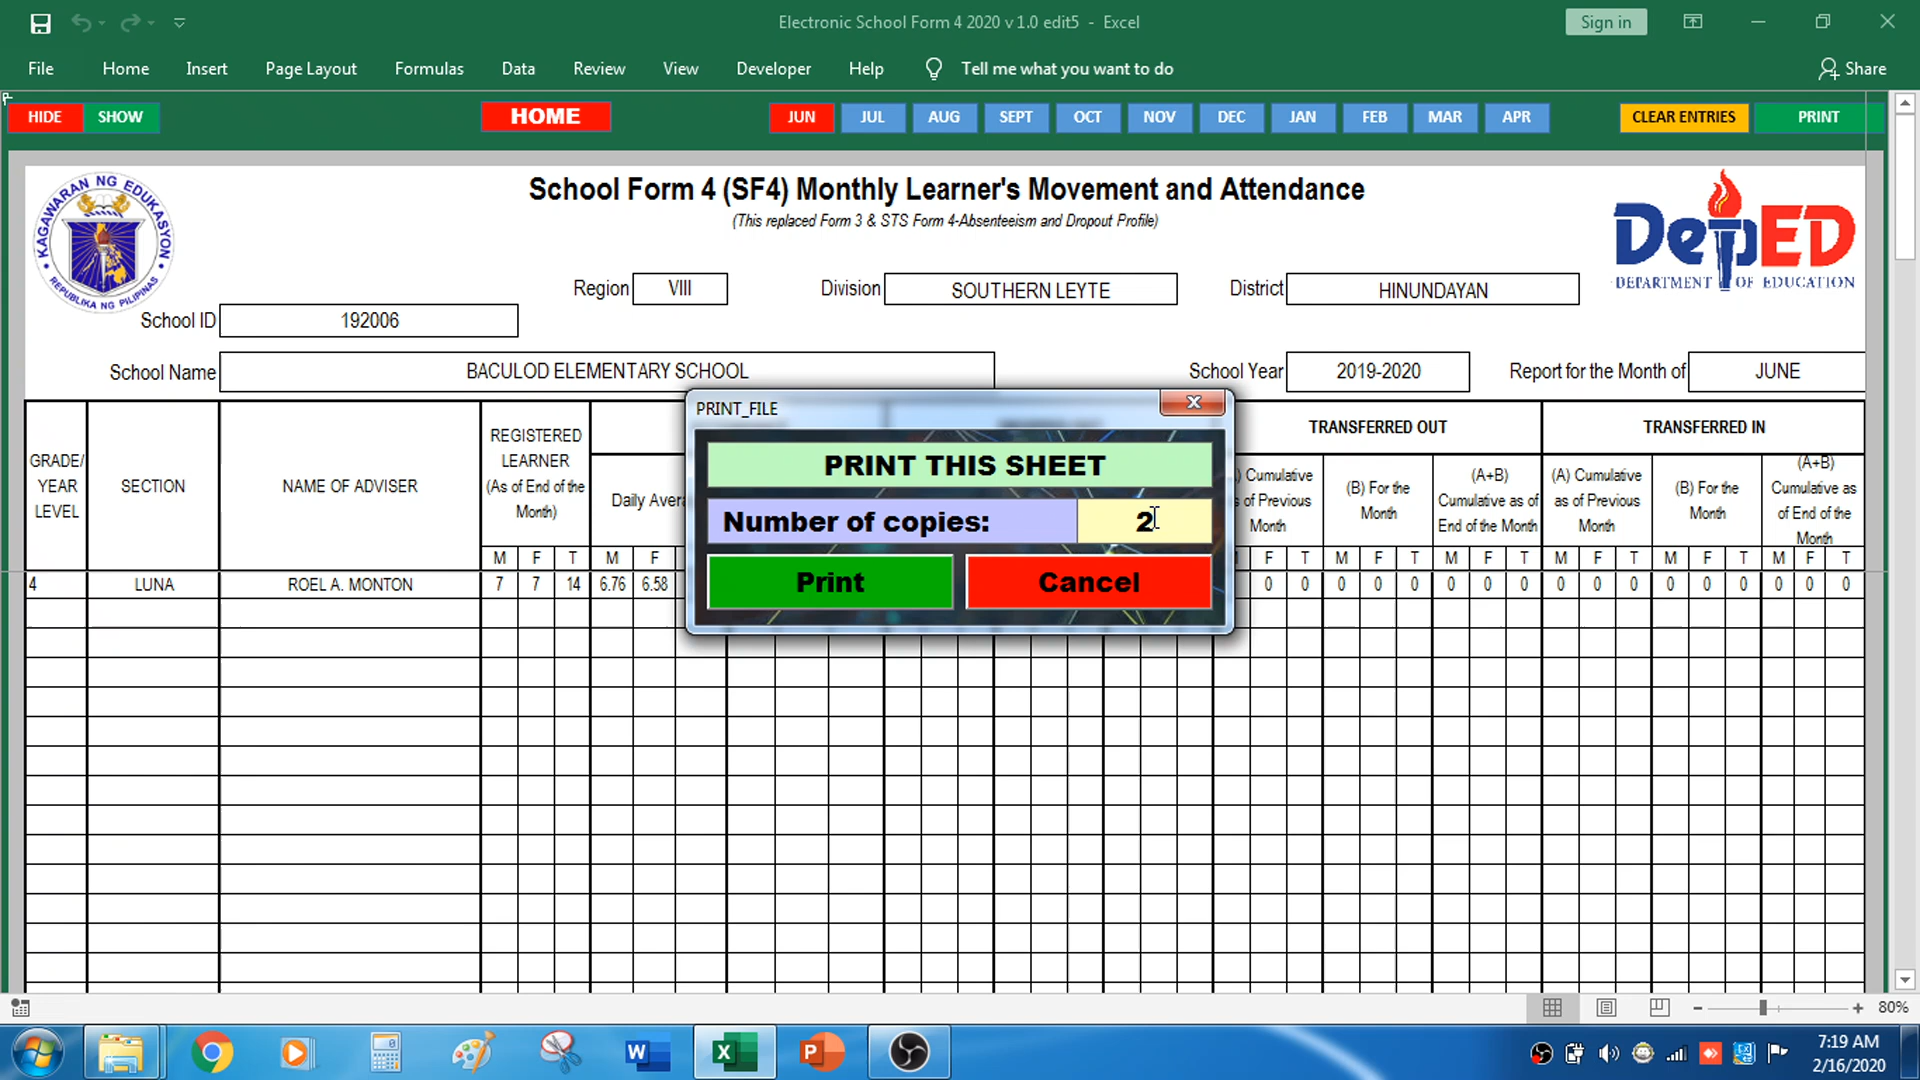 Electronic School Form 4 2020 v 1.0 edit5 - Excel
Sign in
File Home Insert Page Layout Formulas Data Review View Developer Help Tell me what you want to do Share
HIDE SHOW HOME JUN JUL AUG SEPT OCT NOV DEC JAN FEB MAR APR CLEAR ENTRIES PRINT
KAGAWARAN NG EDUKASYON
REPUBLIKA NG PILIPINAS
School Form 4 (SF4) Monthly Learner's Movement and Attendance
(This replaced Form 3 & STS Form 4-Absenteeism and Dropout Profile)
DepED
DEPARTMENT OF EDUCATION
Region VIII Division SOUTHERN LEYTE District HINUNDAYAN
School ID 192006
School Name BACULOD ELEMENTARY SCHOOL School Year 2019-2020 Report for the Month of JUNE
GRADE/
YEAR
LEVEL
SECTION
NAME OF ADVISER
REGISTERED
LEARNER
(As of End of the
Month)
Daily Avera
TRANSFERRED OUT
TRANSFERRED IN
) Cumulative
s of Previous
Month
(B) For the
Month
(A+B)
Cumulative as of
End of the Month
(A) Cumulative
as of Previous
Month
(B) For the
Month
(A+B)
Cumulative as
of End of the
Month
M F T M F F T M F T M F T M F T M F T M F T
4 LUNA ROEL A. MONTON 7 7 14 6.76 6.58 0 0 0 0 0 0 0 0 0 0 0 0 0 0 0 0 0
PRINT_FILE
PRINT THIS SHEET
Number of copies: 2
Print Cancel
80%
7:19 AM
2/16/2020